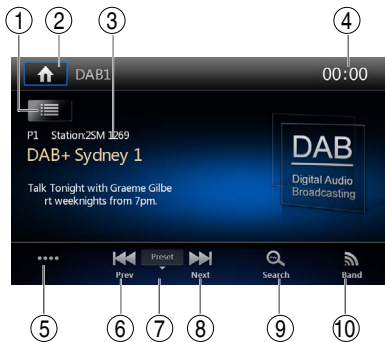 ① ② ③ ④
DAB1 00:00
P1 Station:2SM 1269
DAB+ Sydney 1
Talk Tonight with Graeme Gilbe
rt weeknights from 7pm.
DAB
Digital Audio
Broadcasting
Preset
Prev Next Search Band
⑤ ⑥ ⑦ ⑧ ⑨ ⑩